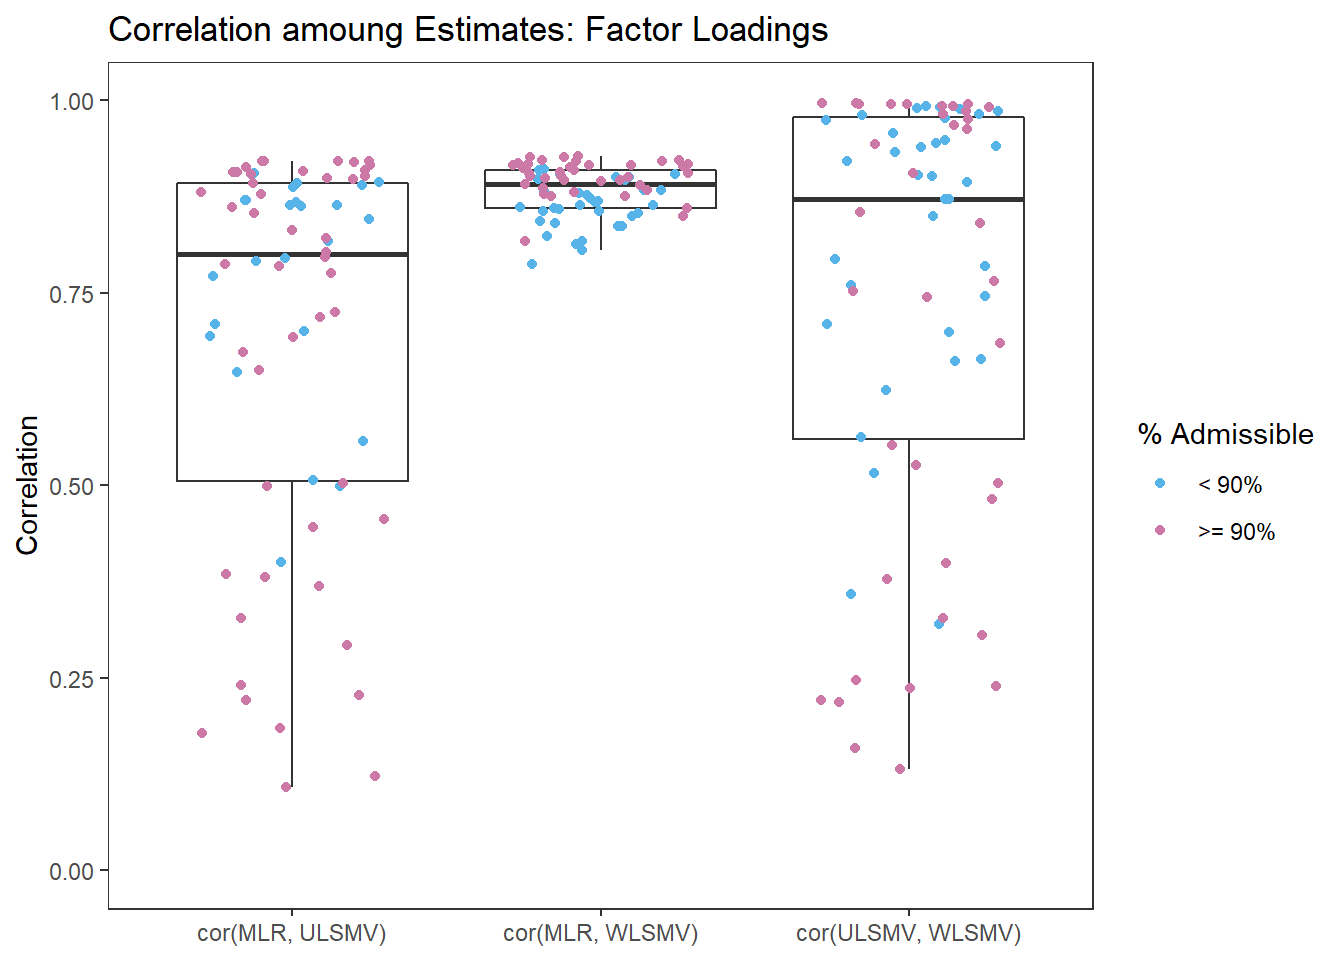 Correlation amoung Estimates: Factor Loadings
1.00
0.75
0.50
0.25
0.00
Correlation
cor(MLR, ULSMV)
cor(MLR, WLSMV)
cor(ULSMV, WLSMV)
% Admissible
< 90%
>= 90%